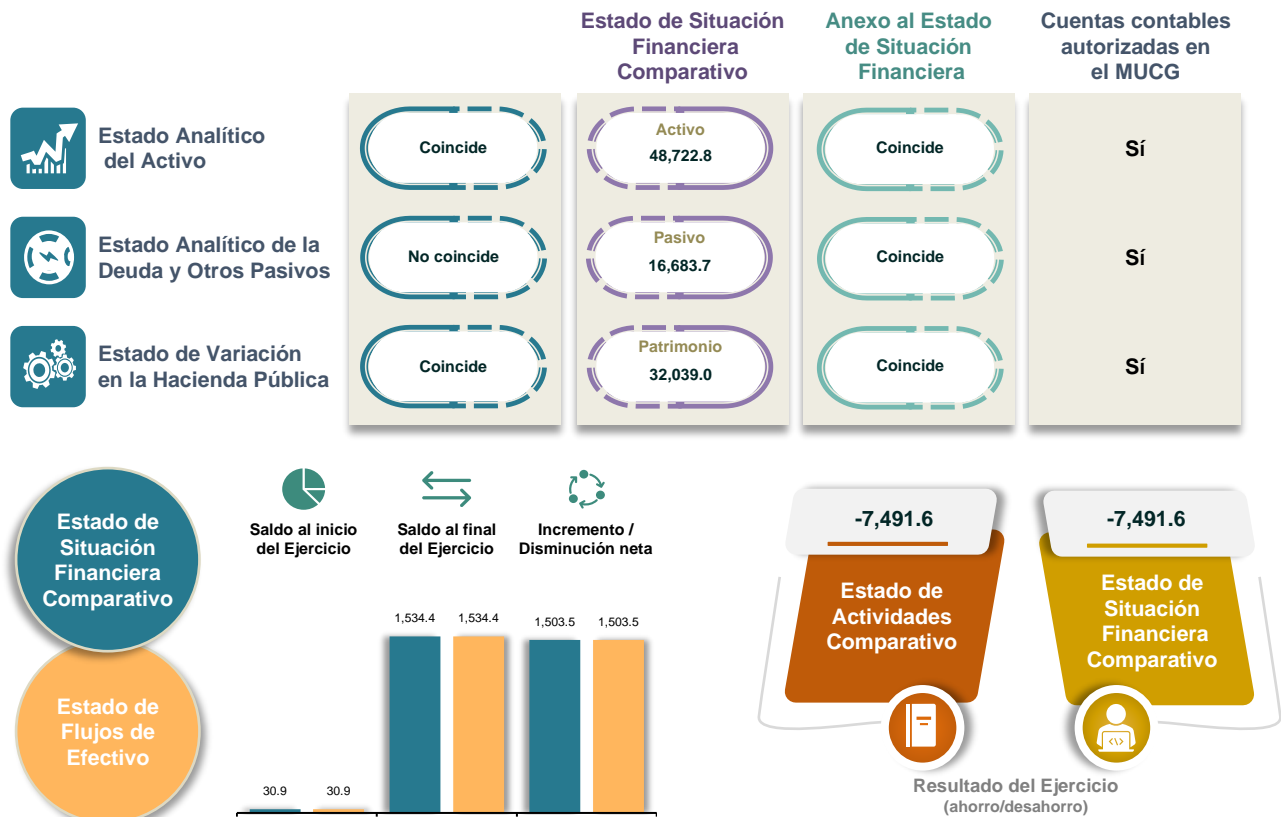 Estado de Situación
Financiera
Comparativo
Anexo al Estado
de Situación
Financiera
Cuentas contables
autorizadas en
el MUCG
Estado Analítico
del Activo
Coincide
Activo
48,722.8
Coincide
Sí
Estado Analítico de la
Deuda y Otros Pasivos
No coincide
Pasivo
16,683.7
Coincide
Sí
Estado de Variación
en la Hacienda Pública
Coincide
Patrimonio
32,039.0
Coincide
Sí
Estado de
Situación
Financiera
Comparativo
Estado de
Flujos de
Efectivo
Saldo al inicio
del Ejercicio
Saldo al final
del Ejercicio
Incremento /
Disminución neta
30.9
30.9
1,534.4
1,534.4
1,503.5
1,503.5
-7,491.6
Estado de
Actividades
Comparativo
-7,491.6
Estado de
Situación
Financiera
Comparativo
Resultado del Ejercicio
(ahorro/desahorro)